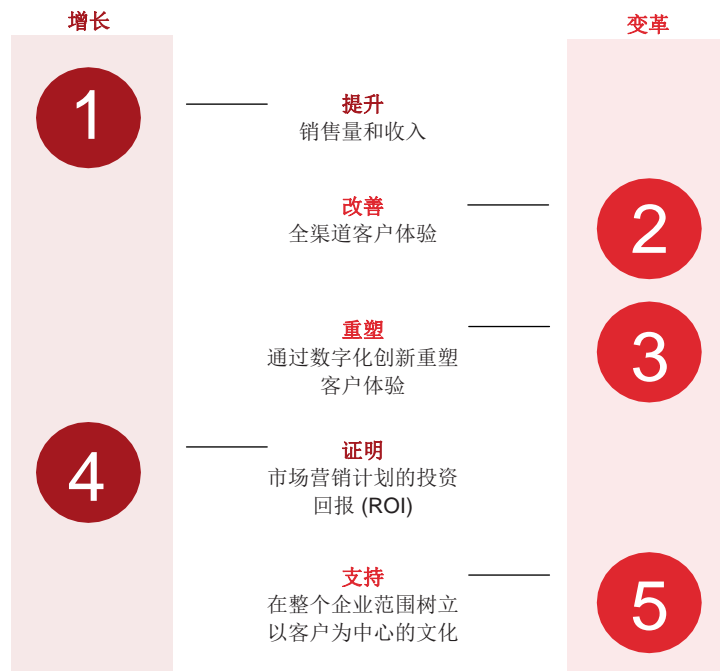 增长
变革
1
提升
销售量和收入
改善
全渠道客户体验
2
重塑
通过数字化创新重塑
客户体验
3
4
证明
市场营销计划的投资
回报 (ROI)
支持
在整个企业范围树立
以客户为中心的文化
5